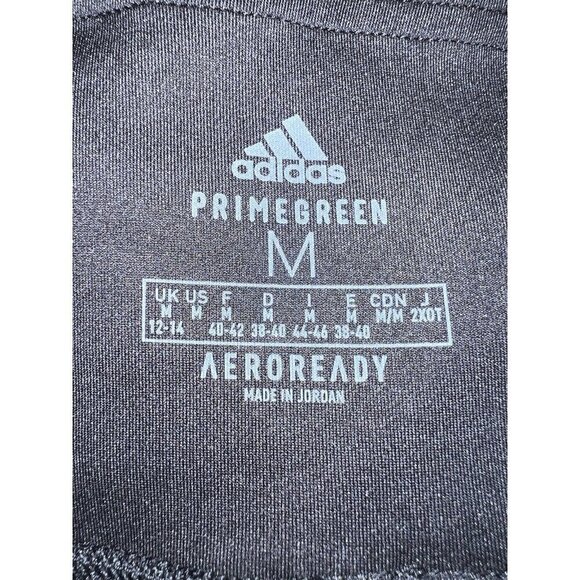 adidas
PRIMEGREEN
M
UK US F D I E CDN J
M M M M M M M/M 2XOT
12-14 40-42 38-40 44-46 38-40
AEROREADY
MADE IN JORDAN